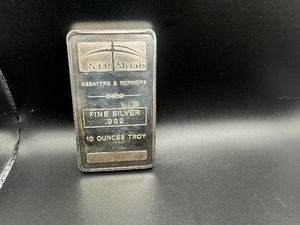 NTR Metals
ASSAYERS & REFINERS
FINE SILVER
.999
10 OUNCES TROY